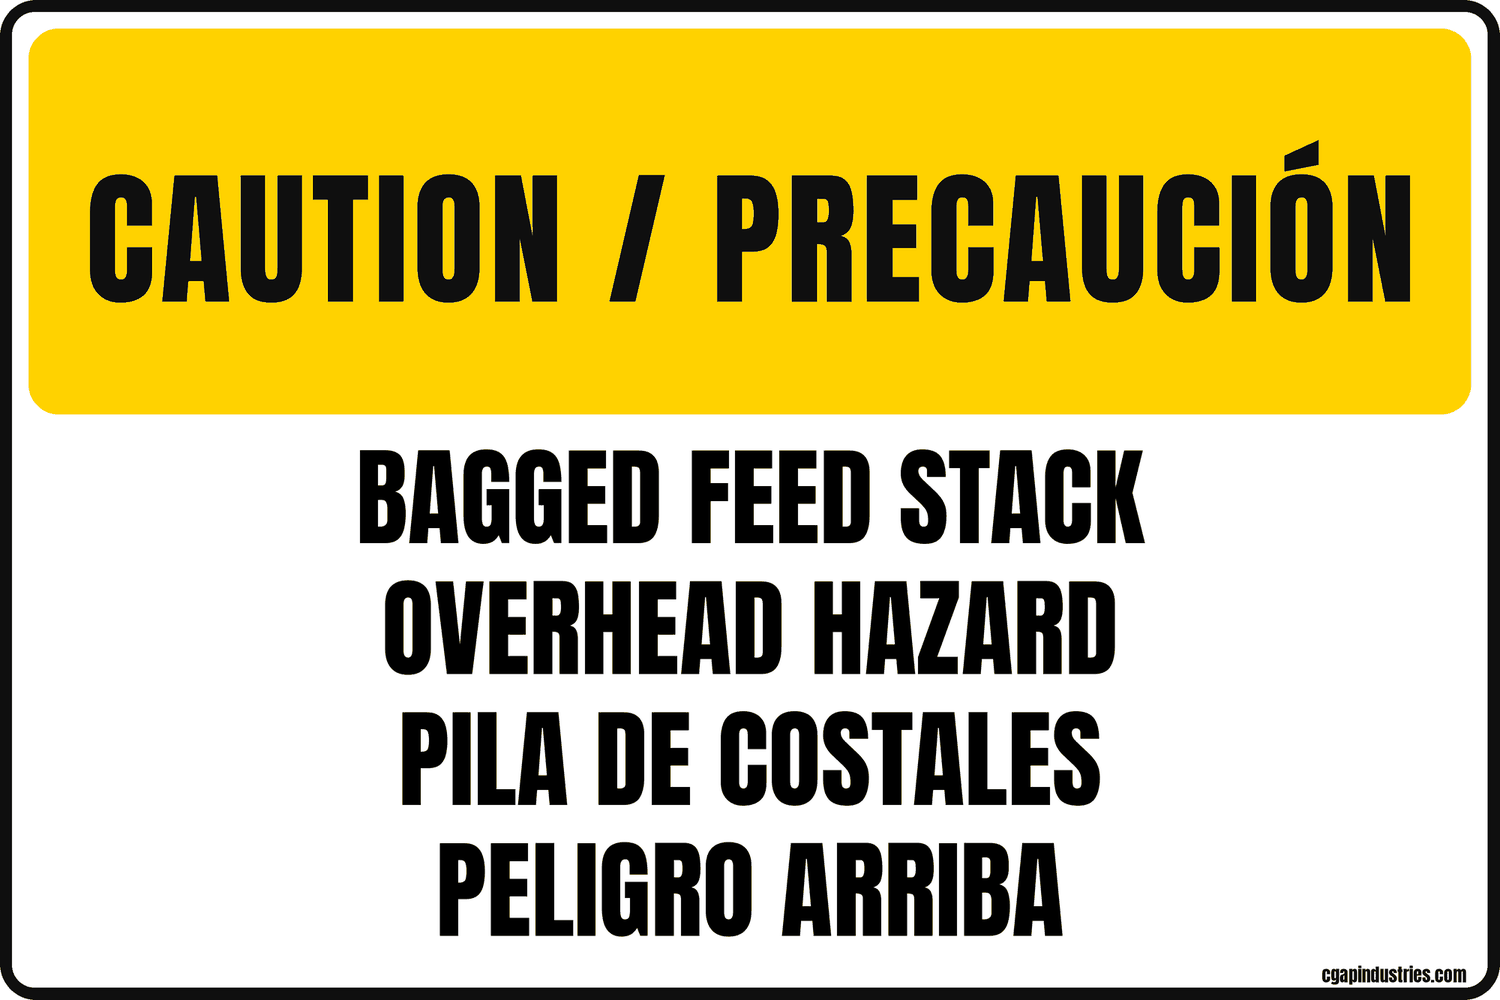 CAUTION / PRECAUCIÓN
BAGGED FEED STACK
OVERHEAD HAZARD
PILA DE COSTALES
PELIGRO ARRIBA
cgapindustries.com